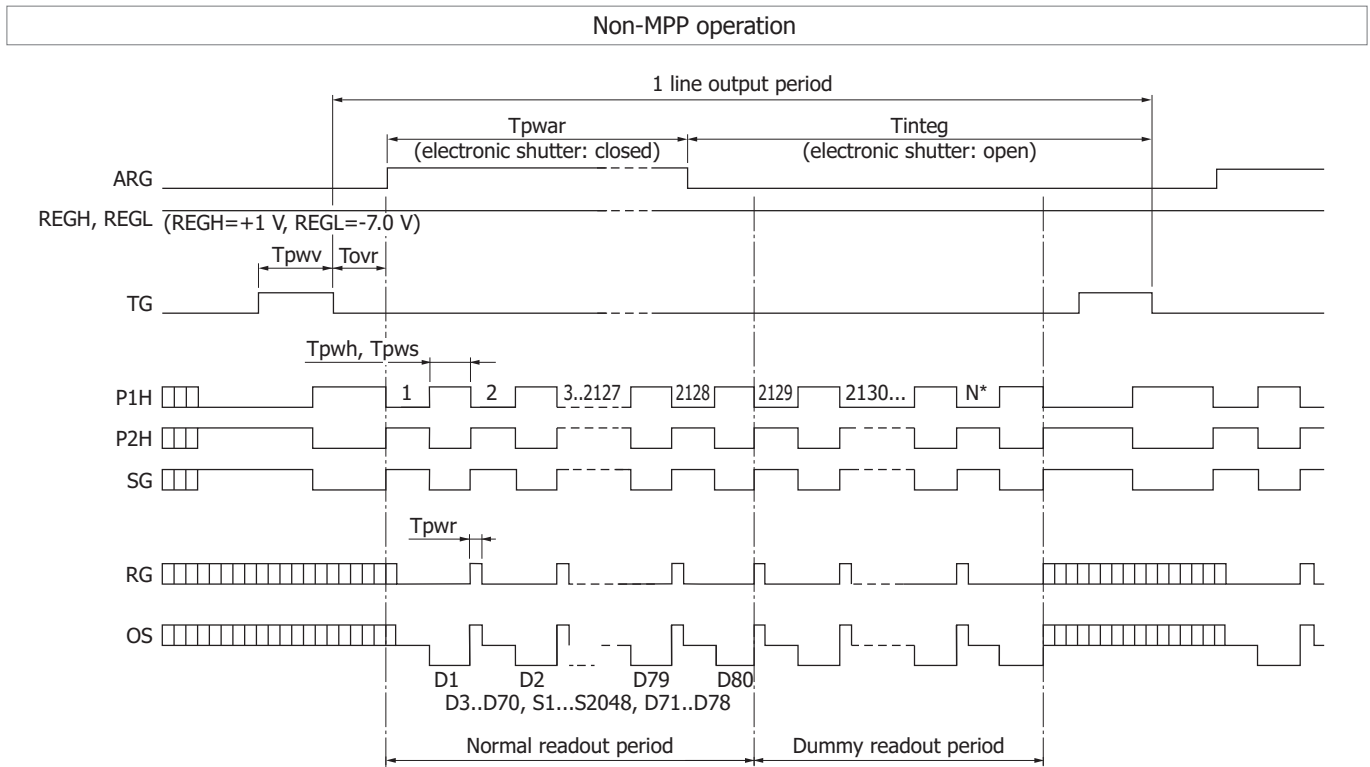 Non-MPP operation
1 line output period
Tpwar
(electronic shutter: closed)
Tinteg
(electronic shutter: open)
ARG
REGH, REGL (REGH=+1 V, REGL=-7.0 V)
Tpwv Tovr
TG
Tpwh, Tpws
P1H 1 2 3..2127 2128 2129 2130... N*
P2H
SG
Tpwr
RG
OS
D1 D2 D79 D80
D3..D70, S1...S2048, D71..D78
Normal readout period Dummy readout period